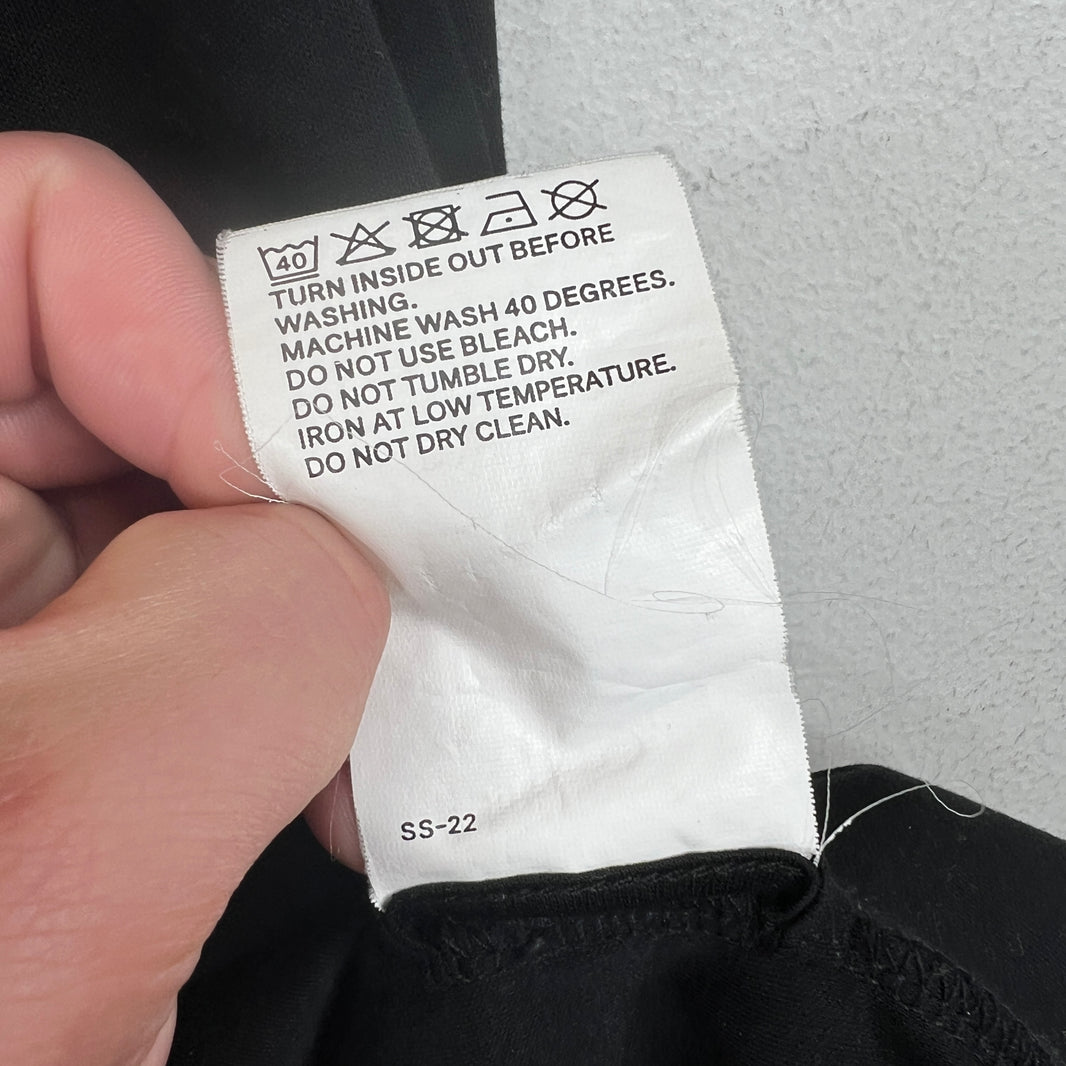 40
TURN INSIDE OUT BEFORE
WASHING.
MACHINE WASH 40 DEGREES.
DO NOT USE BLEACH.
DO NOT TUMBLE DRY.
IRON AT LOW TEMPERATURE.
DO NOT DRY CLEAN.
SS-22